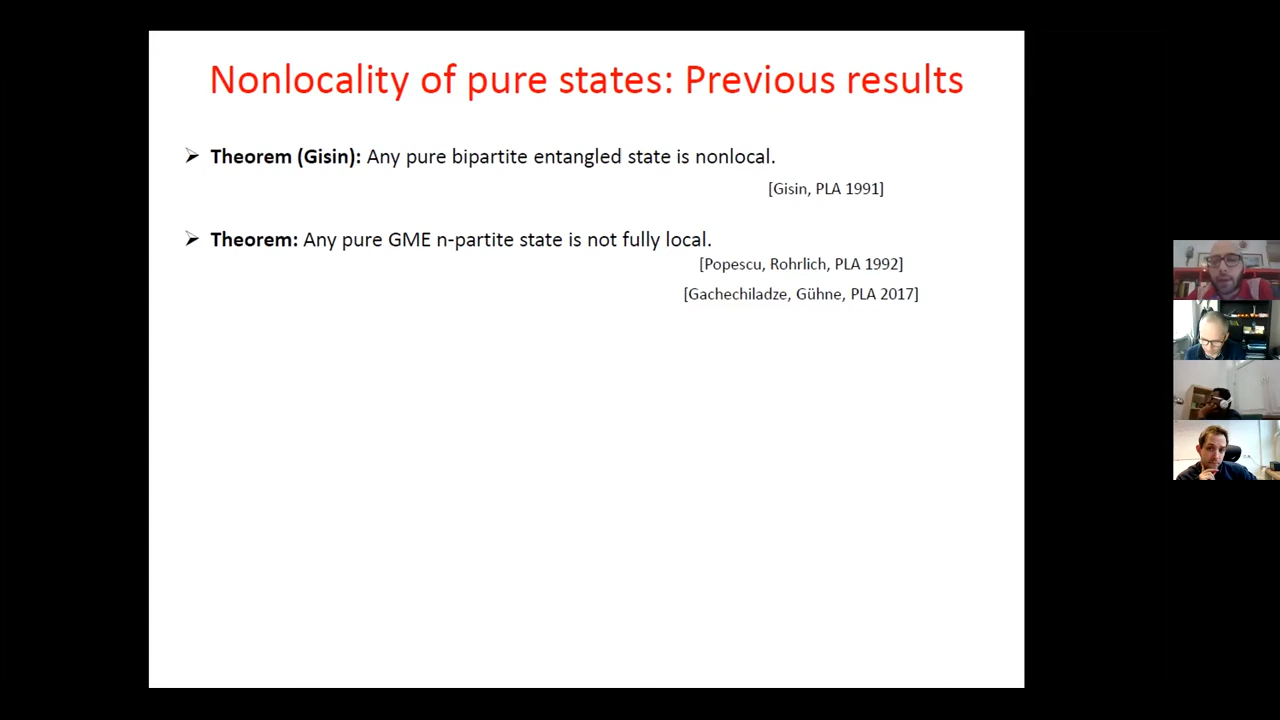 Nonlocality of pure states: Previous results
Theorem (Gisin): Any pure bipartite entangled state is nonlocal.
[Gisin, PLA 1991]
Theorem: Any pure GME n-partite state is not fully local.
[Popescu, Rohrlich, PLA 1992]
[Gachechiladze, Gühne, PLA 2017]